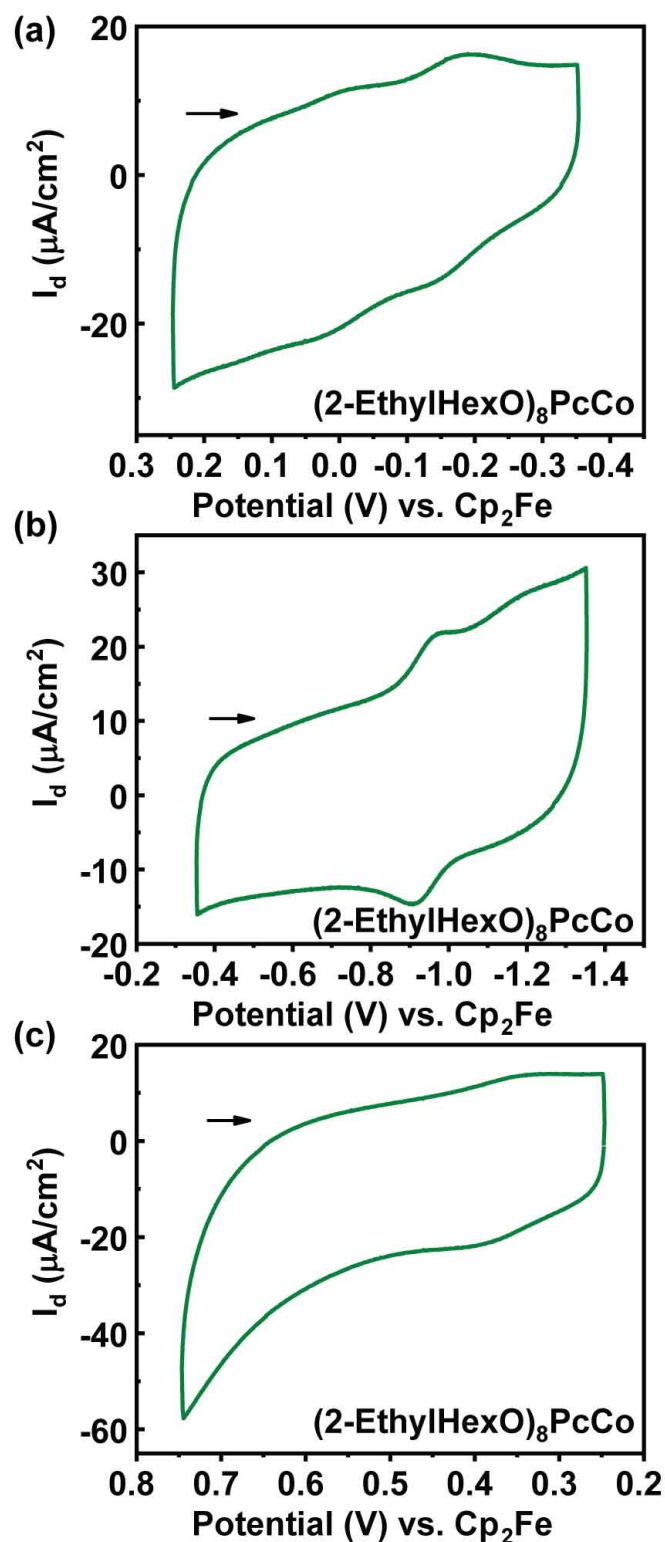 (a)
20
0
-20
I_d (μA/cm²)
(2-EthylHexO)₈PcCo
0.3 0.2 0.1 0.0 -0.1 -0.2 -0.3 -0.4
Potential (V) vs. Cp₂Fe
(b)
30
20
10
0
-10
-20
I_d (μA/cm²)
(2-EthylHexO)₈PcCo
-0.2 -0.4 -0.6 -0.8 -1.0 -1.2 -1.4
Potential (V) vs. Cp₂Fe
(c)
20
0
-20
-40
-60
I_d (μA/cm²)
(2-EthylHexO)₈PcCo
0.8 0.7 0.6 0.5 0.4 0.3 0.2
Potential (V) vs. Cp₂Fe